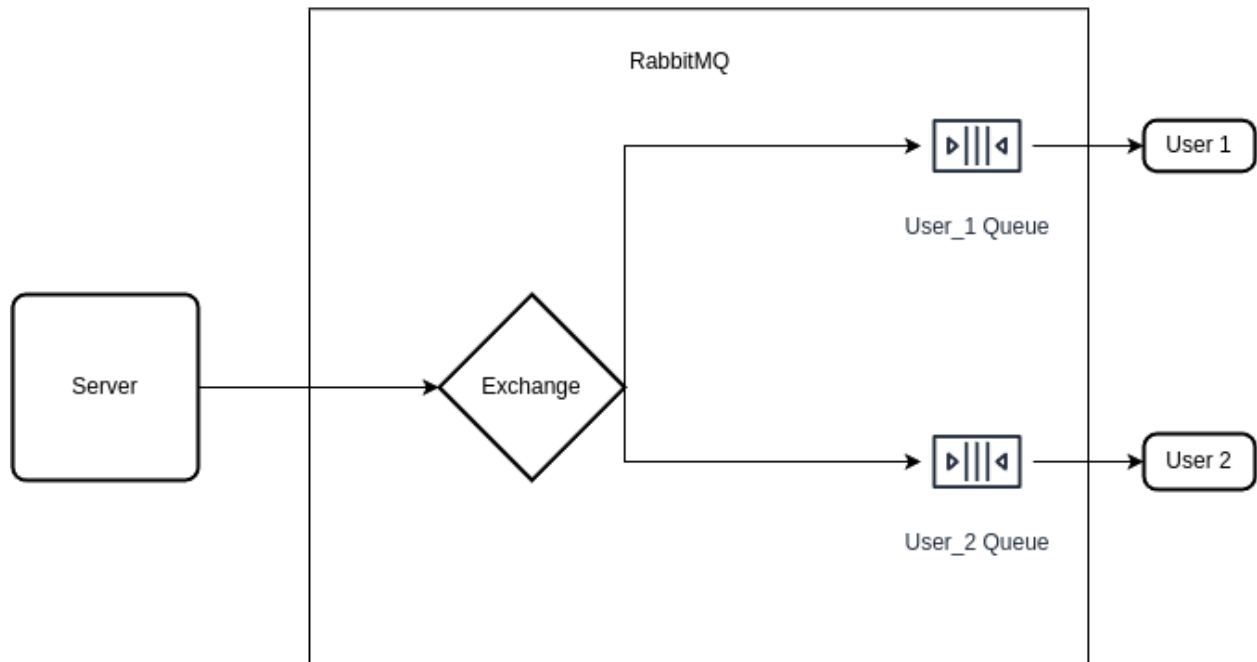 RabbitMQ
User 1
User_1 Queue
Server
Exchange
User 2
User_2 Queue